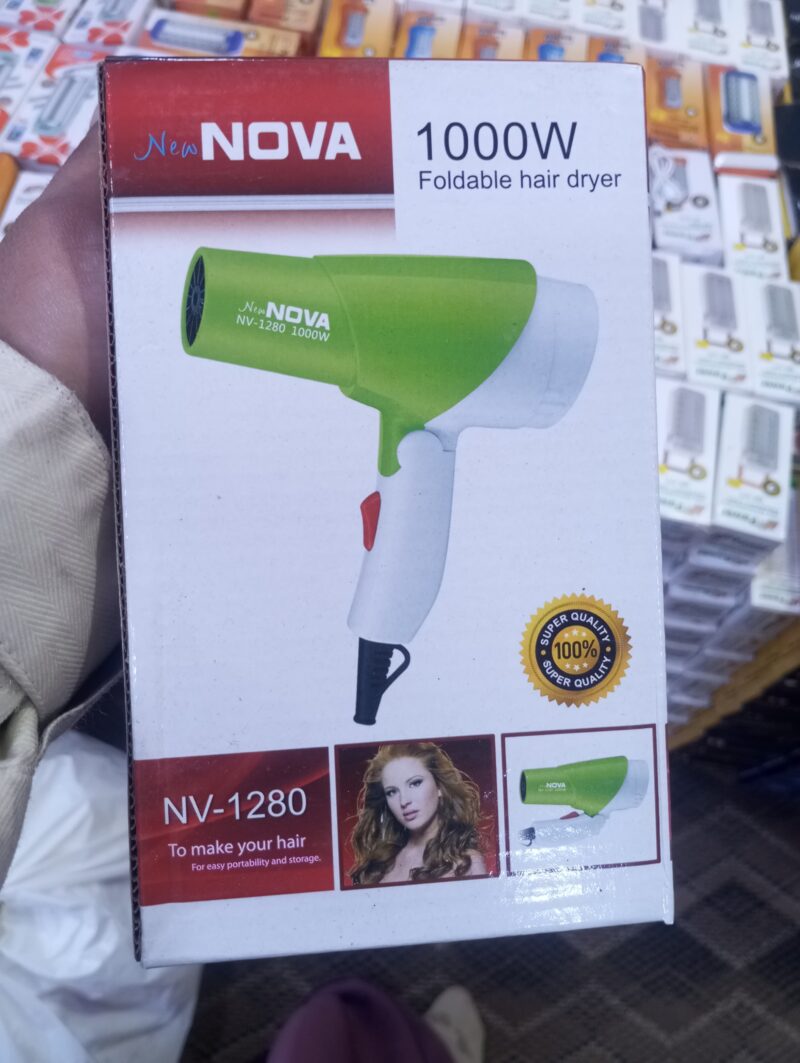 New NOVA
1000W
Foldable hair dryer
New NOVA
NV-1280 1000W
SUPER QUALITY
100%
SUPER QUALITY
NV-1280
To make your hair
For easy portability and storage.
NOVA